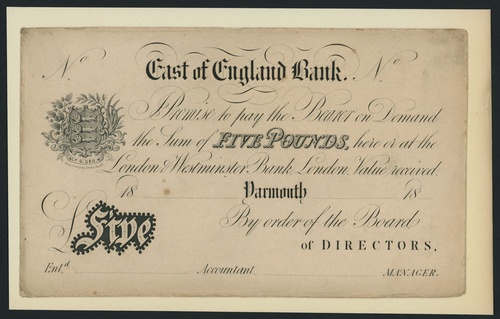 No East of England Bank. No
I Promise to pay the Bearer on Demand
the Sum of FIVE POUNDS, here or at the
London & Westminster Bank London. Value received.
18 Yarmouth 18
By order of the Board
£Five
of DIRECTORS,
Entd. Accountant MANAGER.